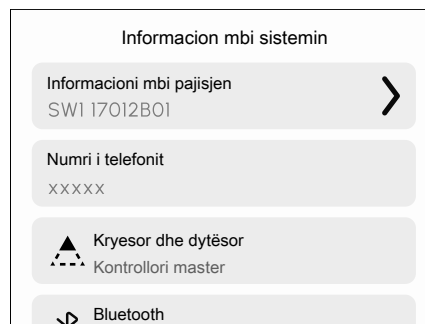 Informacion mbi sistemin
Informacioni mbi pajisjen
SW1 17012B01
Numri i telefonit
xxxxx
Kryesor dhe dytësor
Kontrollori master
Bluetooth